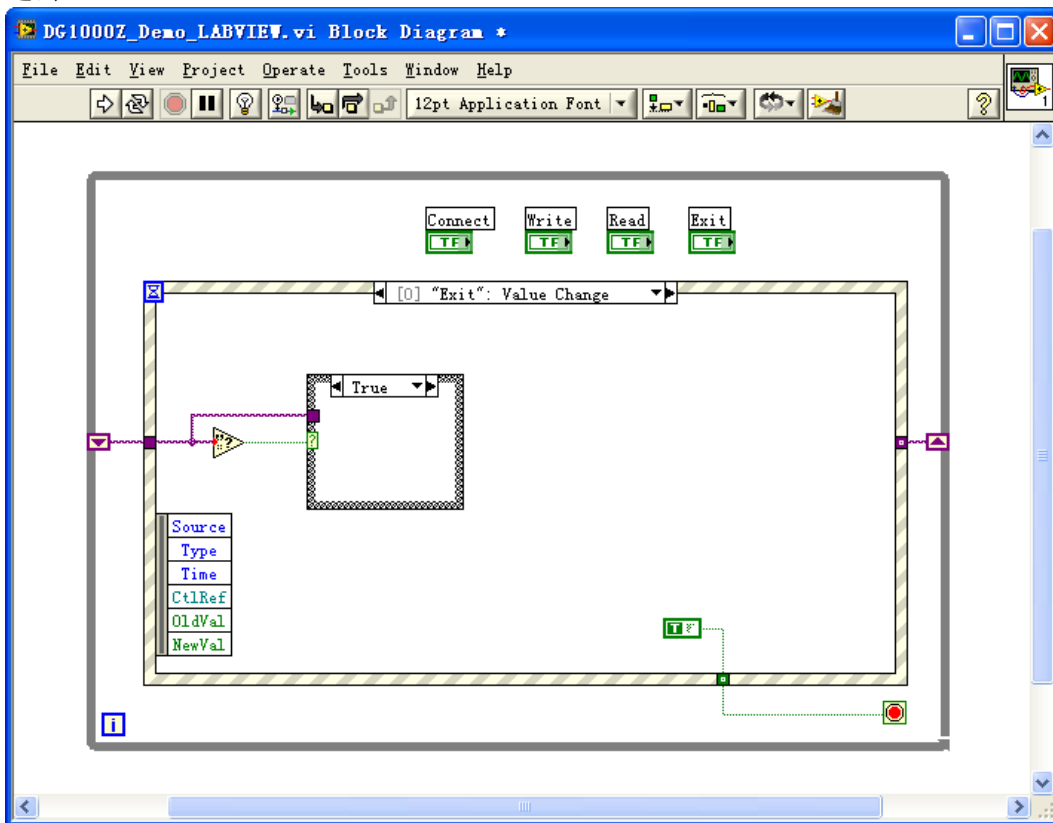 DG1000Z_Demo_LABVIEW.vi Block Diagram *
File Edit View Project Operate Tools Window Help
12pt Application Font
1
Connect Write Read Exit
TF TF TF TF
[0] "Exit": Value Change
True
?
Source
Type
Time
CtlRef
OldVal
NewVal
T F
i